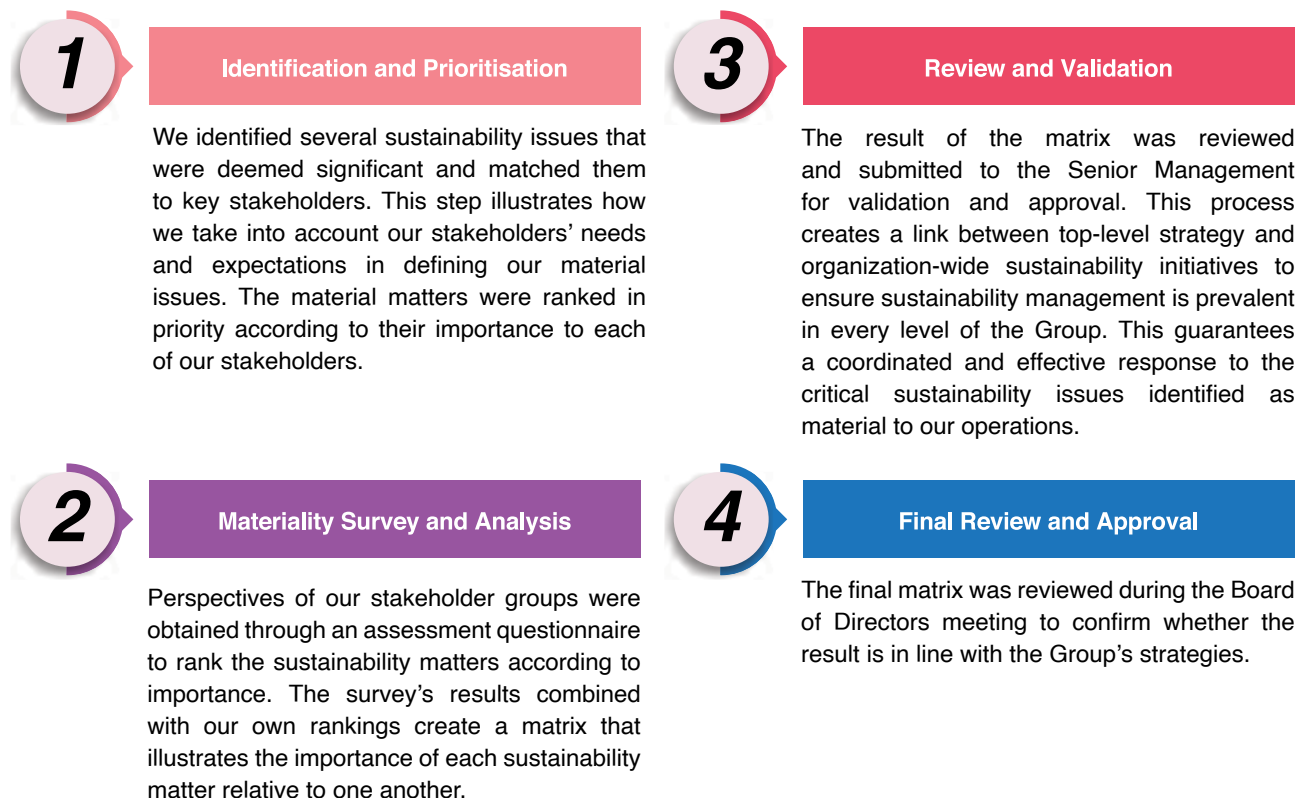 1
Identification and Prioritisation
We identified several sustainability issues that
were deemed significant and matched them
to key stakeholders. This step illustrates how
we take into account our stakeholders’ needs
and expectations in defining our material
issues. The material matters were ranked in
priority according to their importance to each
of our stakeholders.
2
Materiality Survey and Analysis
Perspectives of our stakeholder groups were
obtained through an assessment questionnaire
to rank the sustainability matters according to
importance. The survey’s results combined
with our own rankings create a matrix that
illustrates the importance of each sustainability
matter relative to one another.
3
Review and Validation
The result of the matrix was reviewed
and submitted to the Senior Management
for validation and approval. This process
creates a link between top-level strategy and
organization-wide sustainability initiatives to
ensure sustainability management is prevalent
in every level of the Group. This guarantees
a coordinated and effective response to the
critical sustainability issues identified as
material to our operations.
4
Final Review and Approval
The final matrix was reviewed during the Board
of Directors meeting to confirm whether the
result is in line with the Group’s strategies.